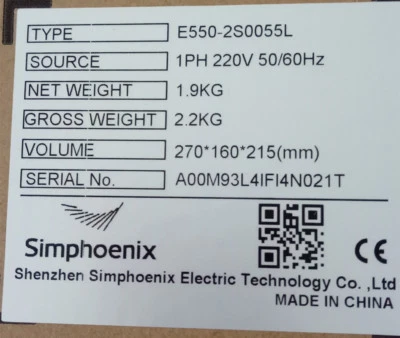 TYPE E550-2S0055L
SOURCE 1PH 220V 50/60Hz
NET WEIGHT 1.9KG
GROSS WEIGHT 2.2KG
VOLUME 270*160*215(mm)
SERIAL No. A00M93L4IFI4N021T
Simphoenix CE
Shenzhen Simphoenix Electric Technology Co. ,Ltd
MADE IN CHINA